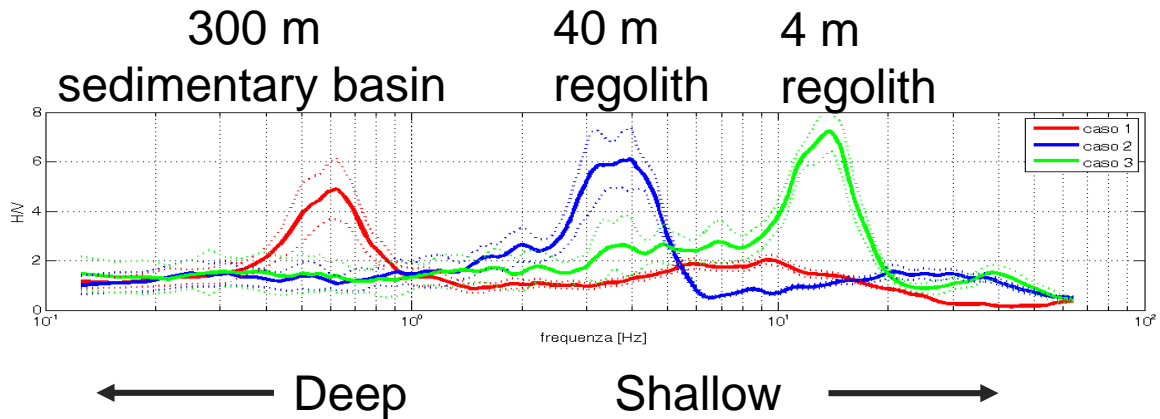 300 m
sedimentary basin
40 m
regolith
4 m
regolith
8
6
4
2
0
H/V
caso 1
caso 2
caso 3
10⁻¹
10⁰
10¹
10²
frequenza [Hz]
Deep
Shallow